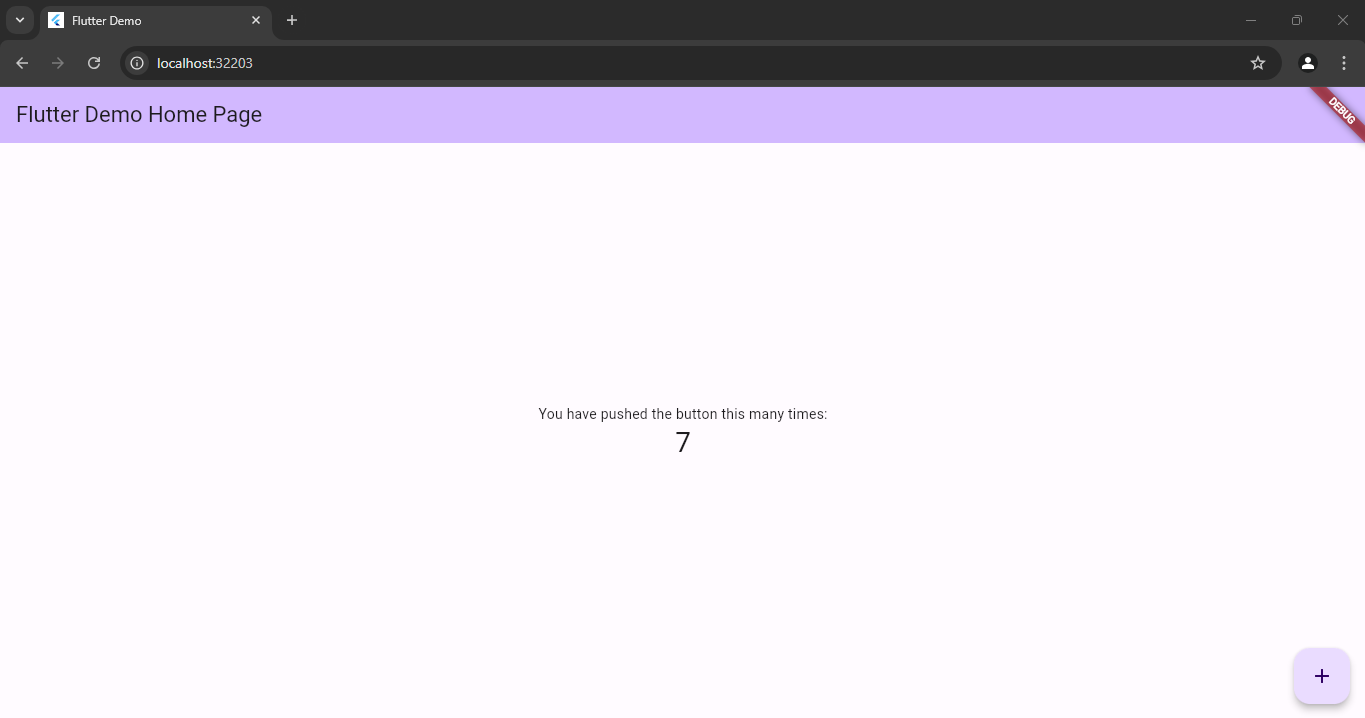 Flutter Demo
localhost:32203
Flutter Demo Home Page
DEBUG
You have pushed the button this many times:
7